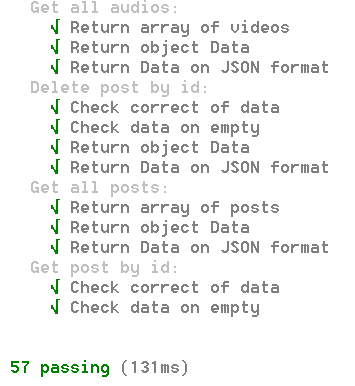 Get all audios:
√ Return array of videos
√ Return object Data
√ Return Data on JSON format
Delete post by id:
√ Check correct of data
√ Check data on empty
√ Return object Data
√ Return Data on JSON format
Get all posts:
√ Return array of posts
√ Return object Data
√ Return Data on JSON format
Get post by id:
√ Check correct of data
√ Check data on empty
57 passing (131ms)